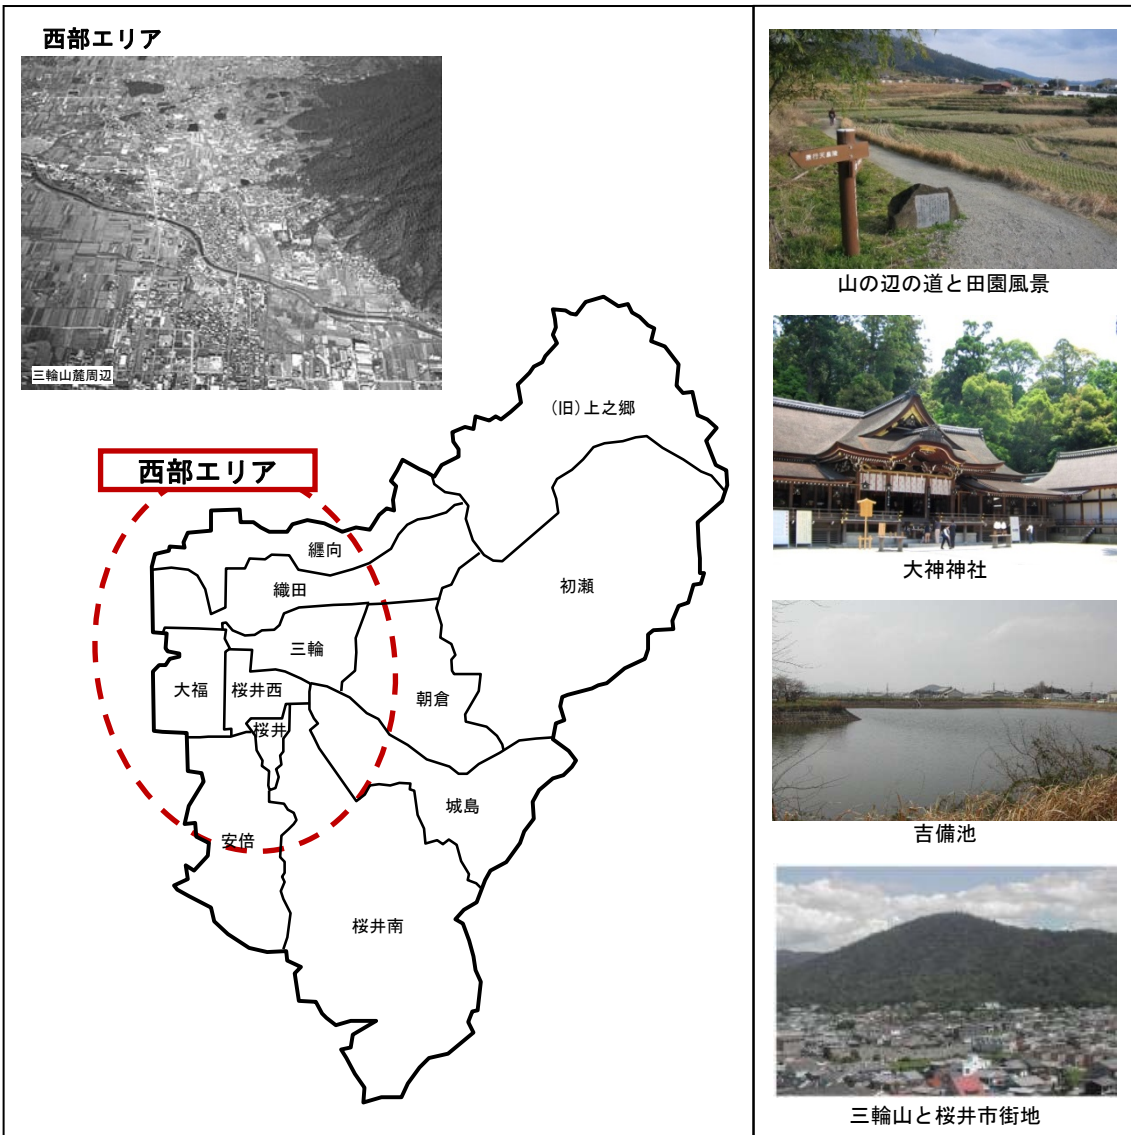 西部エリア
三輪山麓周辺
西部エリア
(旧)上之郷
纒向
織田
初瀬
三輪
大福
桜井西
朝倉
桜井
城島
安倍
桜井南
山の辺の道と田園風景
大神神社
吉備池
三輪山と桜井市街地